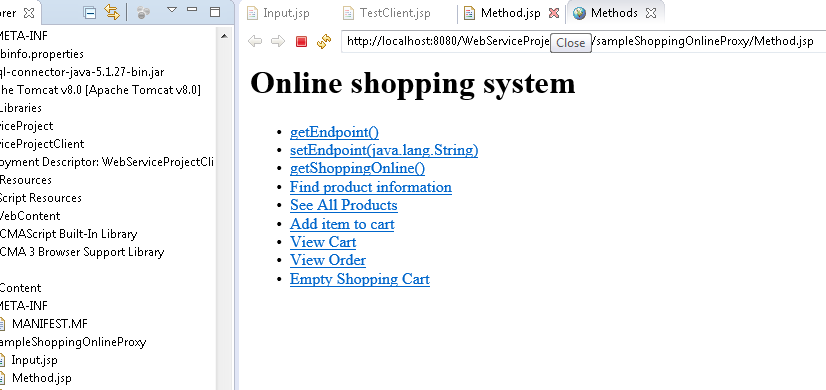 orer
META-INF
binfo.properties
ql-connector-java-5.1.27-bin.jar
he Tomcat v8.0 [Apache Tomcat v8.0]
Libraries
viceProject
viceProjectClient
oyment Descriptor: WebServiceProjectCli
Resources
Script Resources
WebContent
CMAScript Built-In Library
CMA 3 Browser Support Library
Content
META-INF
MANIFEST.MF
ampleShoppingOnlineProxy
Input.jsp
Method.jsp
Input.jsp TestClient.jsp Method.jsp Methods
http://localhost:8080/WebServiceProje /sampleShoppingOnlineProxy/Method.jsp
Close
Online shopping system
• getEndpoint()
• setEndpoint(java.lang.String)
• getShoppingOnline()
• Find product information
• See All Products
• Add item to cart
• View Cart
• View Order
• Empty Shopping Cart